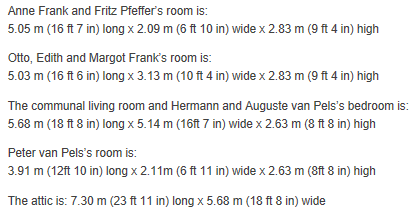 Anne Frank and Fritz Pfeffer's room is:
5.05 m (16 ft 7 in) long x 2.09 m (6 ft 10 in) wide x 2.83 m (9 ft 4 in) high
Otto, Edith and Margot Frank's room is:
5.03 m (16 ft 6 in) long x 3.13 m (10 ft 4 in) wide x 2.83 m (9 ft 4 in) high
The communal living room and Hermann and Auguste van Pels's bedroom is:
5.68 m (18 ft 8 in) long x 5.14 m (16ft 7 in) wide x 2.63 m (8 ft 8 in) high
Peter van Pels's room is:
3.91 m (12ft 10 in) long x 2.11m (6 ft 11 in) wide x 2.63 m (8ft 8 in) high
The attic is: 7.30 m (23 ft 11 in) long x 5.68 m (18 ft 8 in) wide